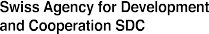 Swiss Agency for Development
and Cooperation SDC